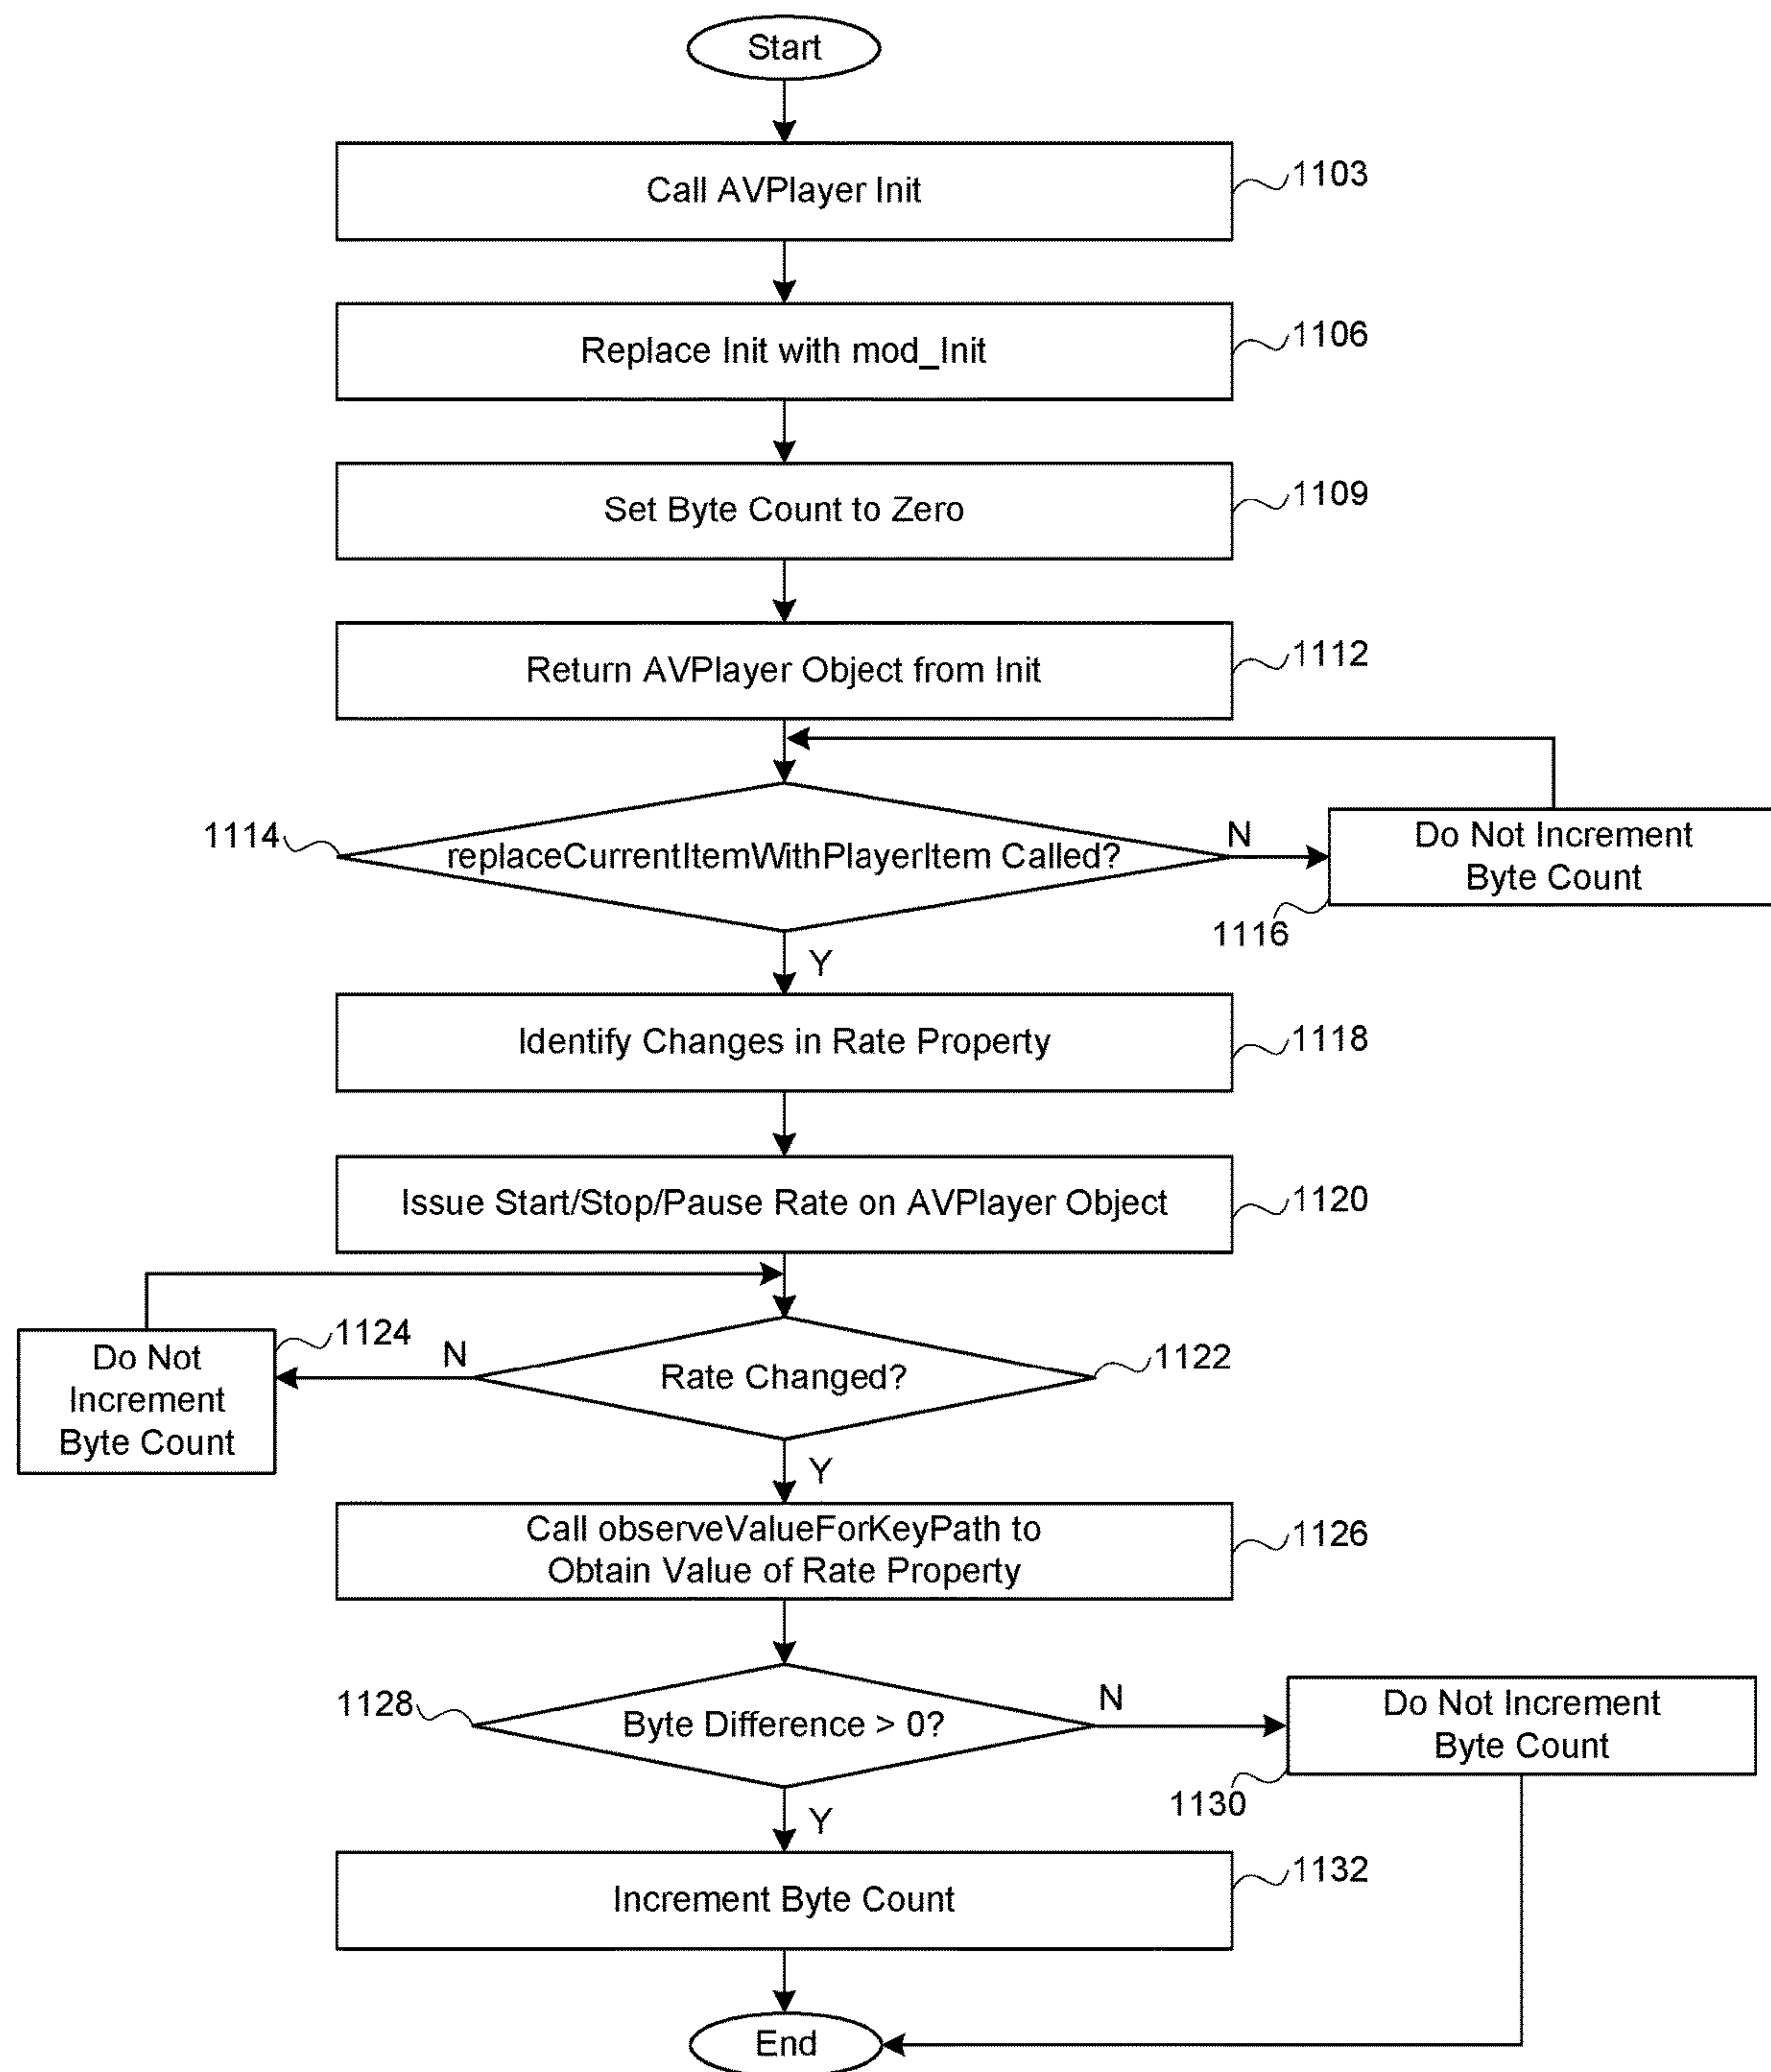 Start
Call AVPlayer Init
1103
Replace Init with mod_Init
1106
Set Byte Count to Zero
1109
Return AVPlayer Object from Init
1112
1114
replaceCurrentItemWithPlayerItem Called?
N
Do Not Increment
Byte Count
1116
Y
Identify Changes in Rate Property
1118
Issue Start/Stop/Pause Rate on AVPlayer Object
1120
Do Not
Increment
Byte Count
1124
N
Rate Changed?
1122
Y
Call observeValueForKeyPath to
Obtain Value of Rate Property
1126
1128
Byte Difference > 0?
N
Do Not Increment
Byte Count
1130
Y
Increment Byte Count
1132
End